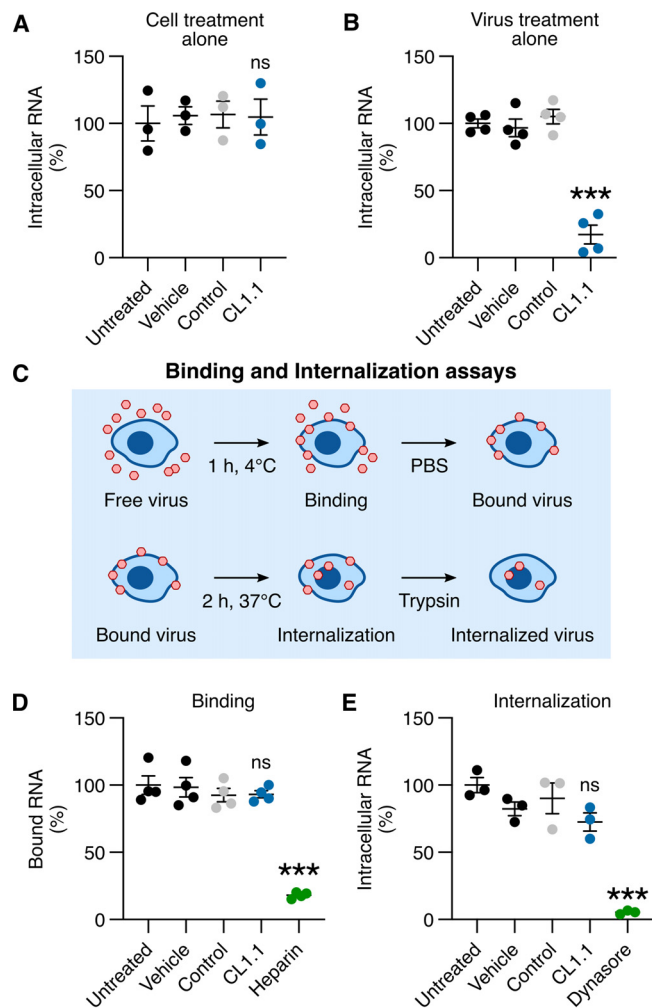 A
Cell treatment
alone
Intracellular RNA
(%)
150
100
50
0
ns
Untreated
Vehicle
Control
CL1.1
B
Virus treatment
alone
Intracellular RNA
(%)
150
100
50
0
***
Untreated
Vehicle
Control
CL1.1
C
Binding and Internalization assays
1 h, 4°C
PBS
Free virus
Binding
Bound virus
2 h, 37°C
Trypsin
Bound virus
Internalization
Internalized virus
D
Binding
Bound RNA
(%)
150
100
50
0
ns
***
Untreated
Vehicle
Control
CL1.1
Heparin
E
Internalization
Intracellular RNA
(%)
150
100
50
0
ns
***
Untreated
Vehicle
Control
CL1.1
Dynasore